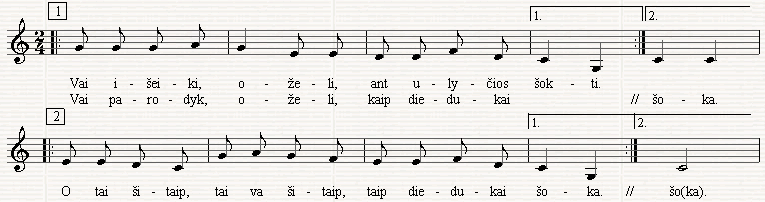 1
1. 2.
Vai i - šei - ki, o - že - li, ant u - ly - čios šok - ti.
Vai pa - ro - dyk, o - že - li, kaip die - du - kai // šo - ka.
2
1. 2.
O tai ši - taip, tai va ši - taip, taip die - du - kai šo - ka. // šo(ka).